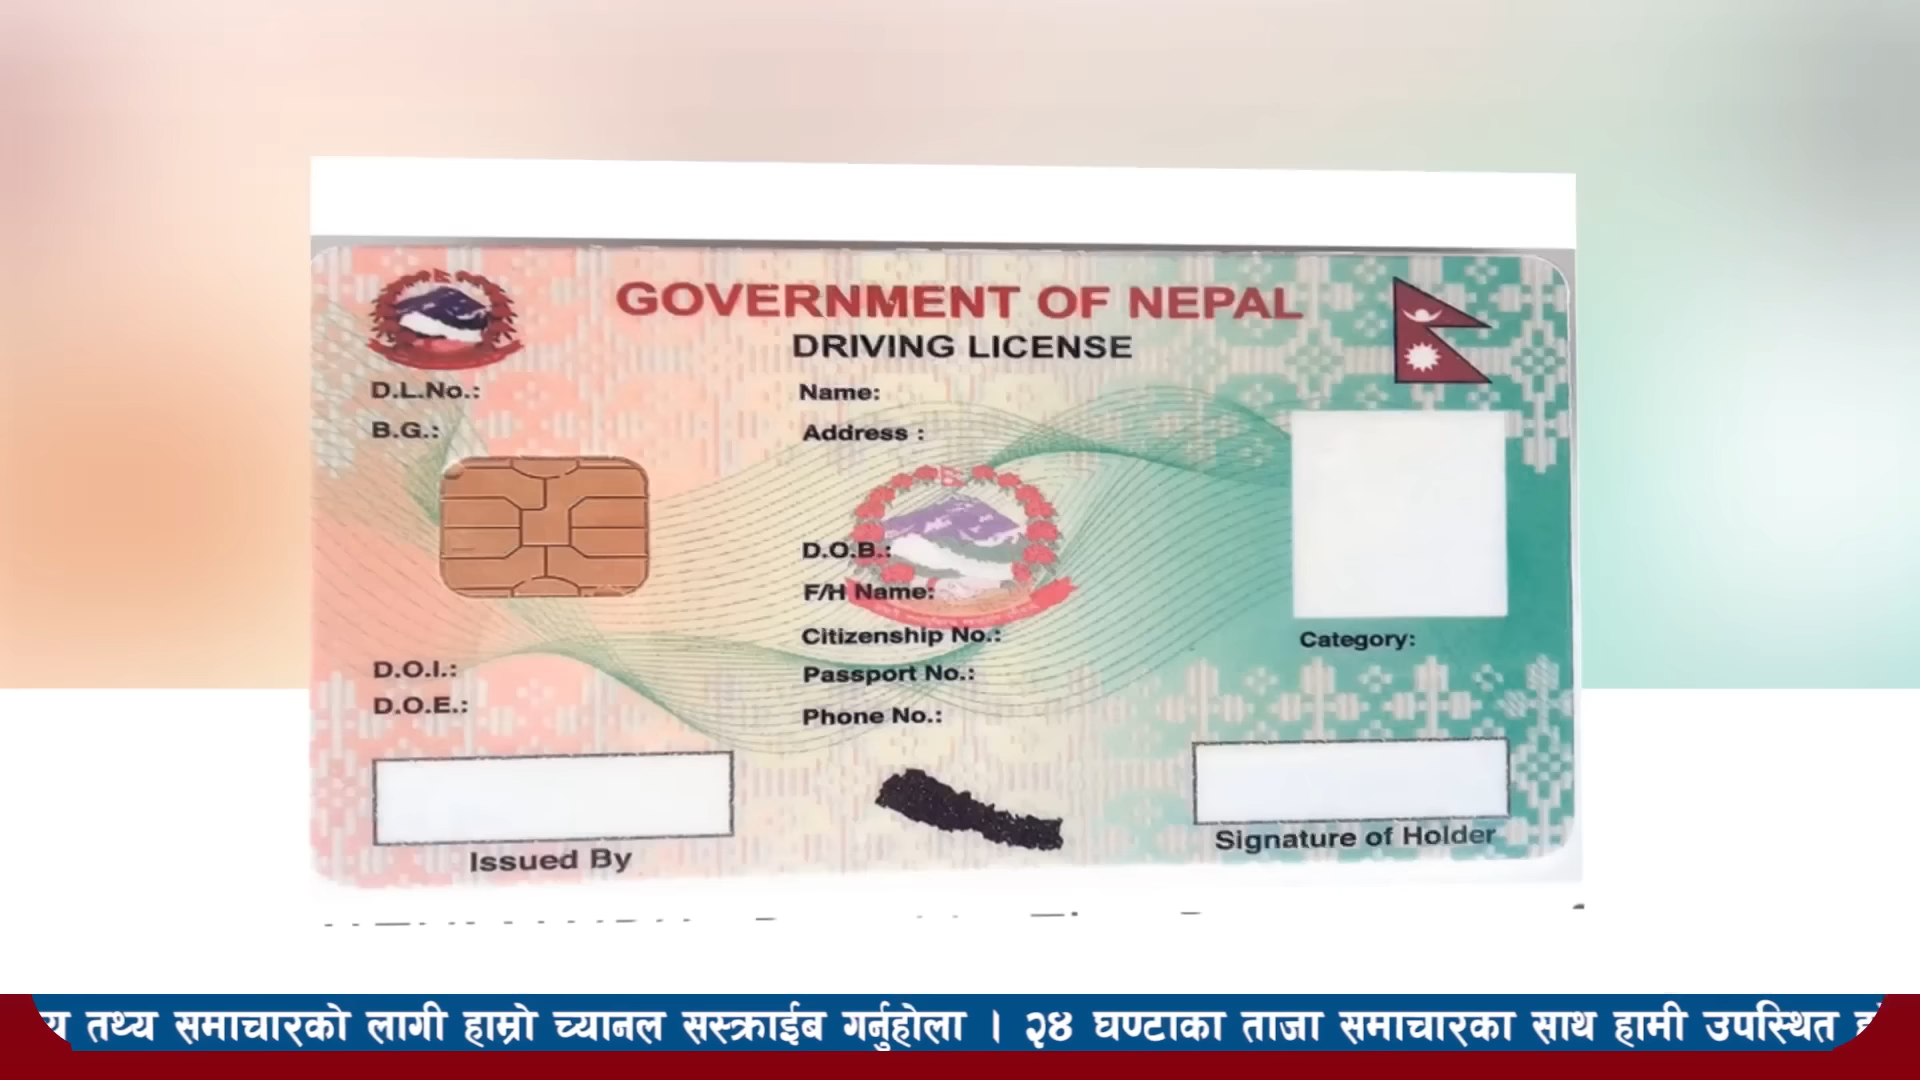 GOVERNMENT OF NEPAL
DRIVING LICENSE
D.L.No.:
Name:
B.G.:
Address :
D.O.B.:
F/H Name:
Citizenship No.:
Category:
D.O.I.:
Passport No.:
D.O.E.:
Phone No.:
Issued By
Signature of Holder
तथ्य समाचारको लागी हाम्रो च्यानल सस्क्राईब गर्नुहोला । २४ घण्टाका ताजा समाचारका साथ हामी उपस्थित